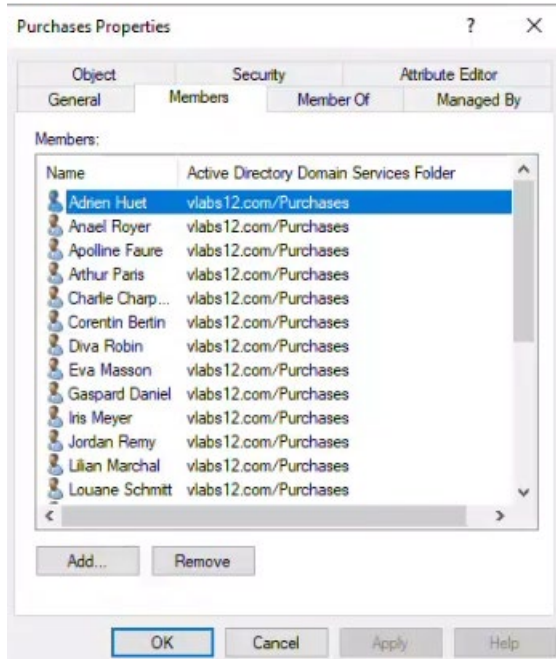 Purchases Properties ? ×
Object Security Attribute Editor
General Members Member Of Managed By
Members:
Name Active Directory Domain Services Folder
Adrien Huet vlabs12.com/Purchases
Anael Royer vlabs12.com/Purchases
Apolline Faure vlabs12.com/Purchases
Arthur Paris vlabs12.com/Purchases
Charlie Charp... vlabs12.com/Purchases
Corentin Bertin vlabs12.com/Purchases
Diva Robin vlabs12.com/Purchases
Eva Masson vlabs12.com/Purchases
Gaspard Daniel vlabs12.com/Purchases
Iris Meyer vlabs12.com/Purchases
Jordan Remy vlabs12.com/Purchases
Lilian Marchal vlabs12.com/Purchases
Louane Schmitt vlabs12.com/Purchases
Add... Remove
OK Cancel Apply Help